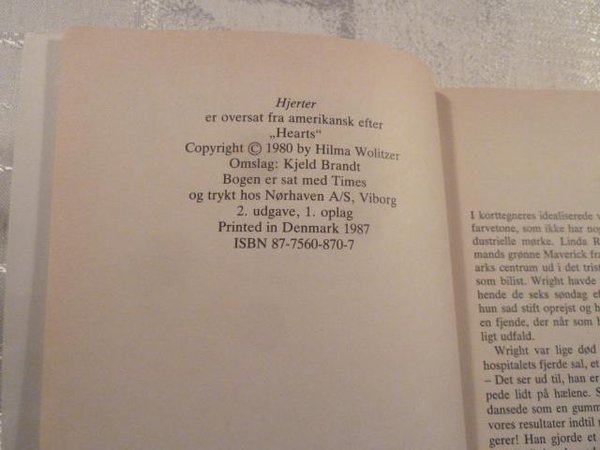 Hjerter
er oversat fra amerikansk efter
„Hearts“
Copyright © 1980 by Hilma Wolitzer
Omslag: Kjeld Brandt
Bogen er sat med Times
og trykt hos Nørhaven A/S, Viborg
2. udgave, 1. oplag
Printed in Denmark 1987
ISBN 87-7560-870-7
I korttegneres idealiserede
farvetone, som ikke har
dustrielle mørke. Linda
mands grønne Maverick
arks centrum ud i det
som bilist. Wright havde
hende de seks søndag
hun sad stift oprejst og
en fjende, der når som
ligt udfald.
Wright var lige død
hospitalets fjerde sal,
– Det ser ud til, han er
pede lidt på hælene.
dansede som en
vores resultater indtil
gerer! Han gjorde et